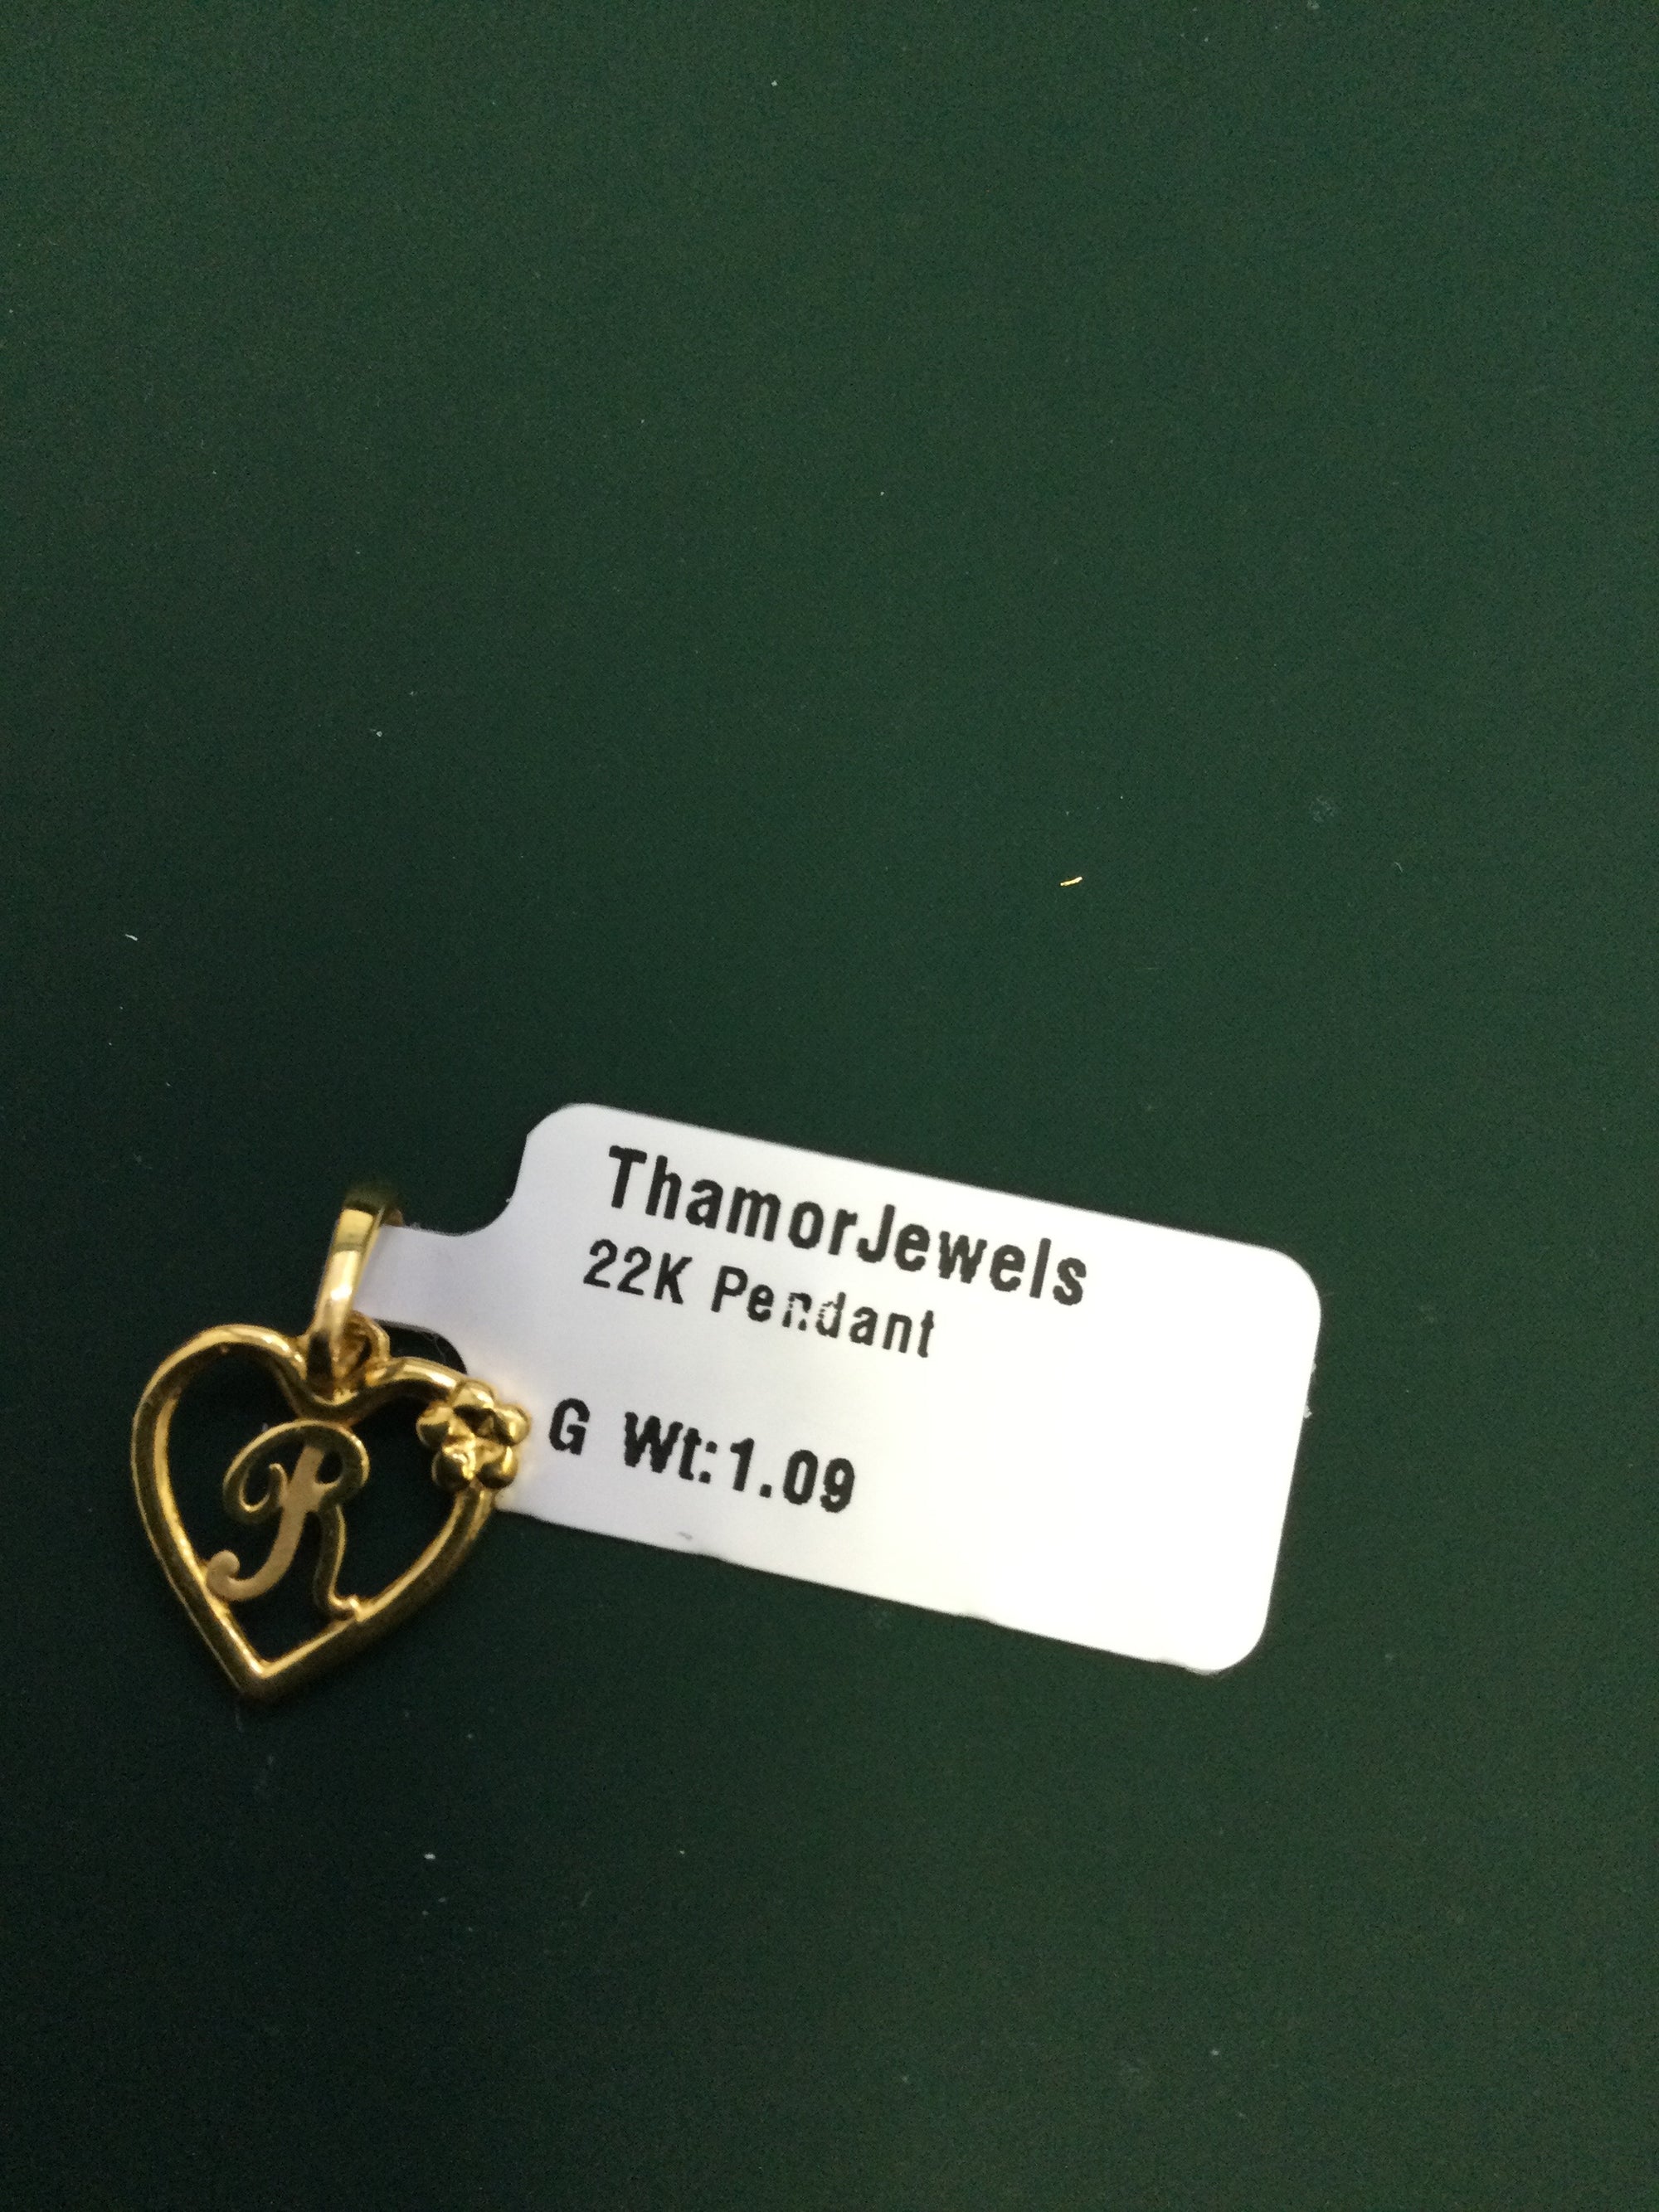 ThamorJewels
22K Pendant
G Wt:1.09
R